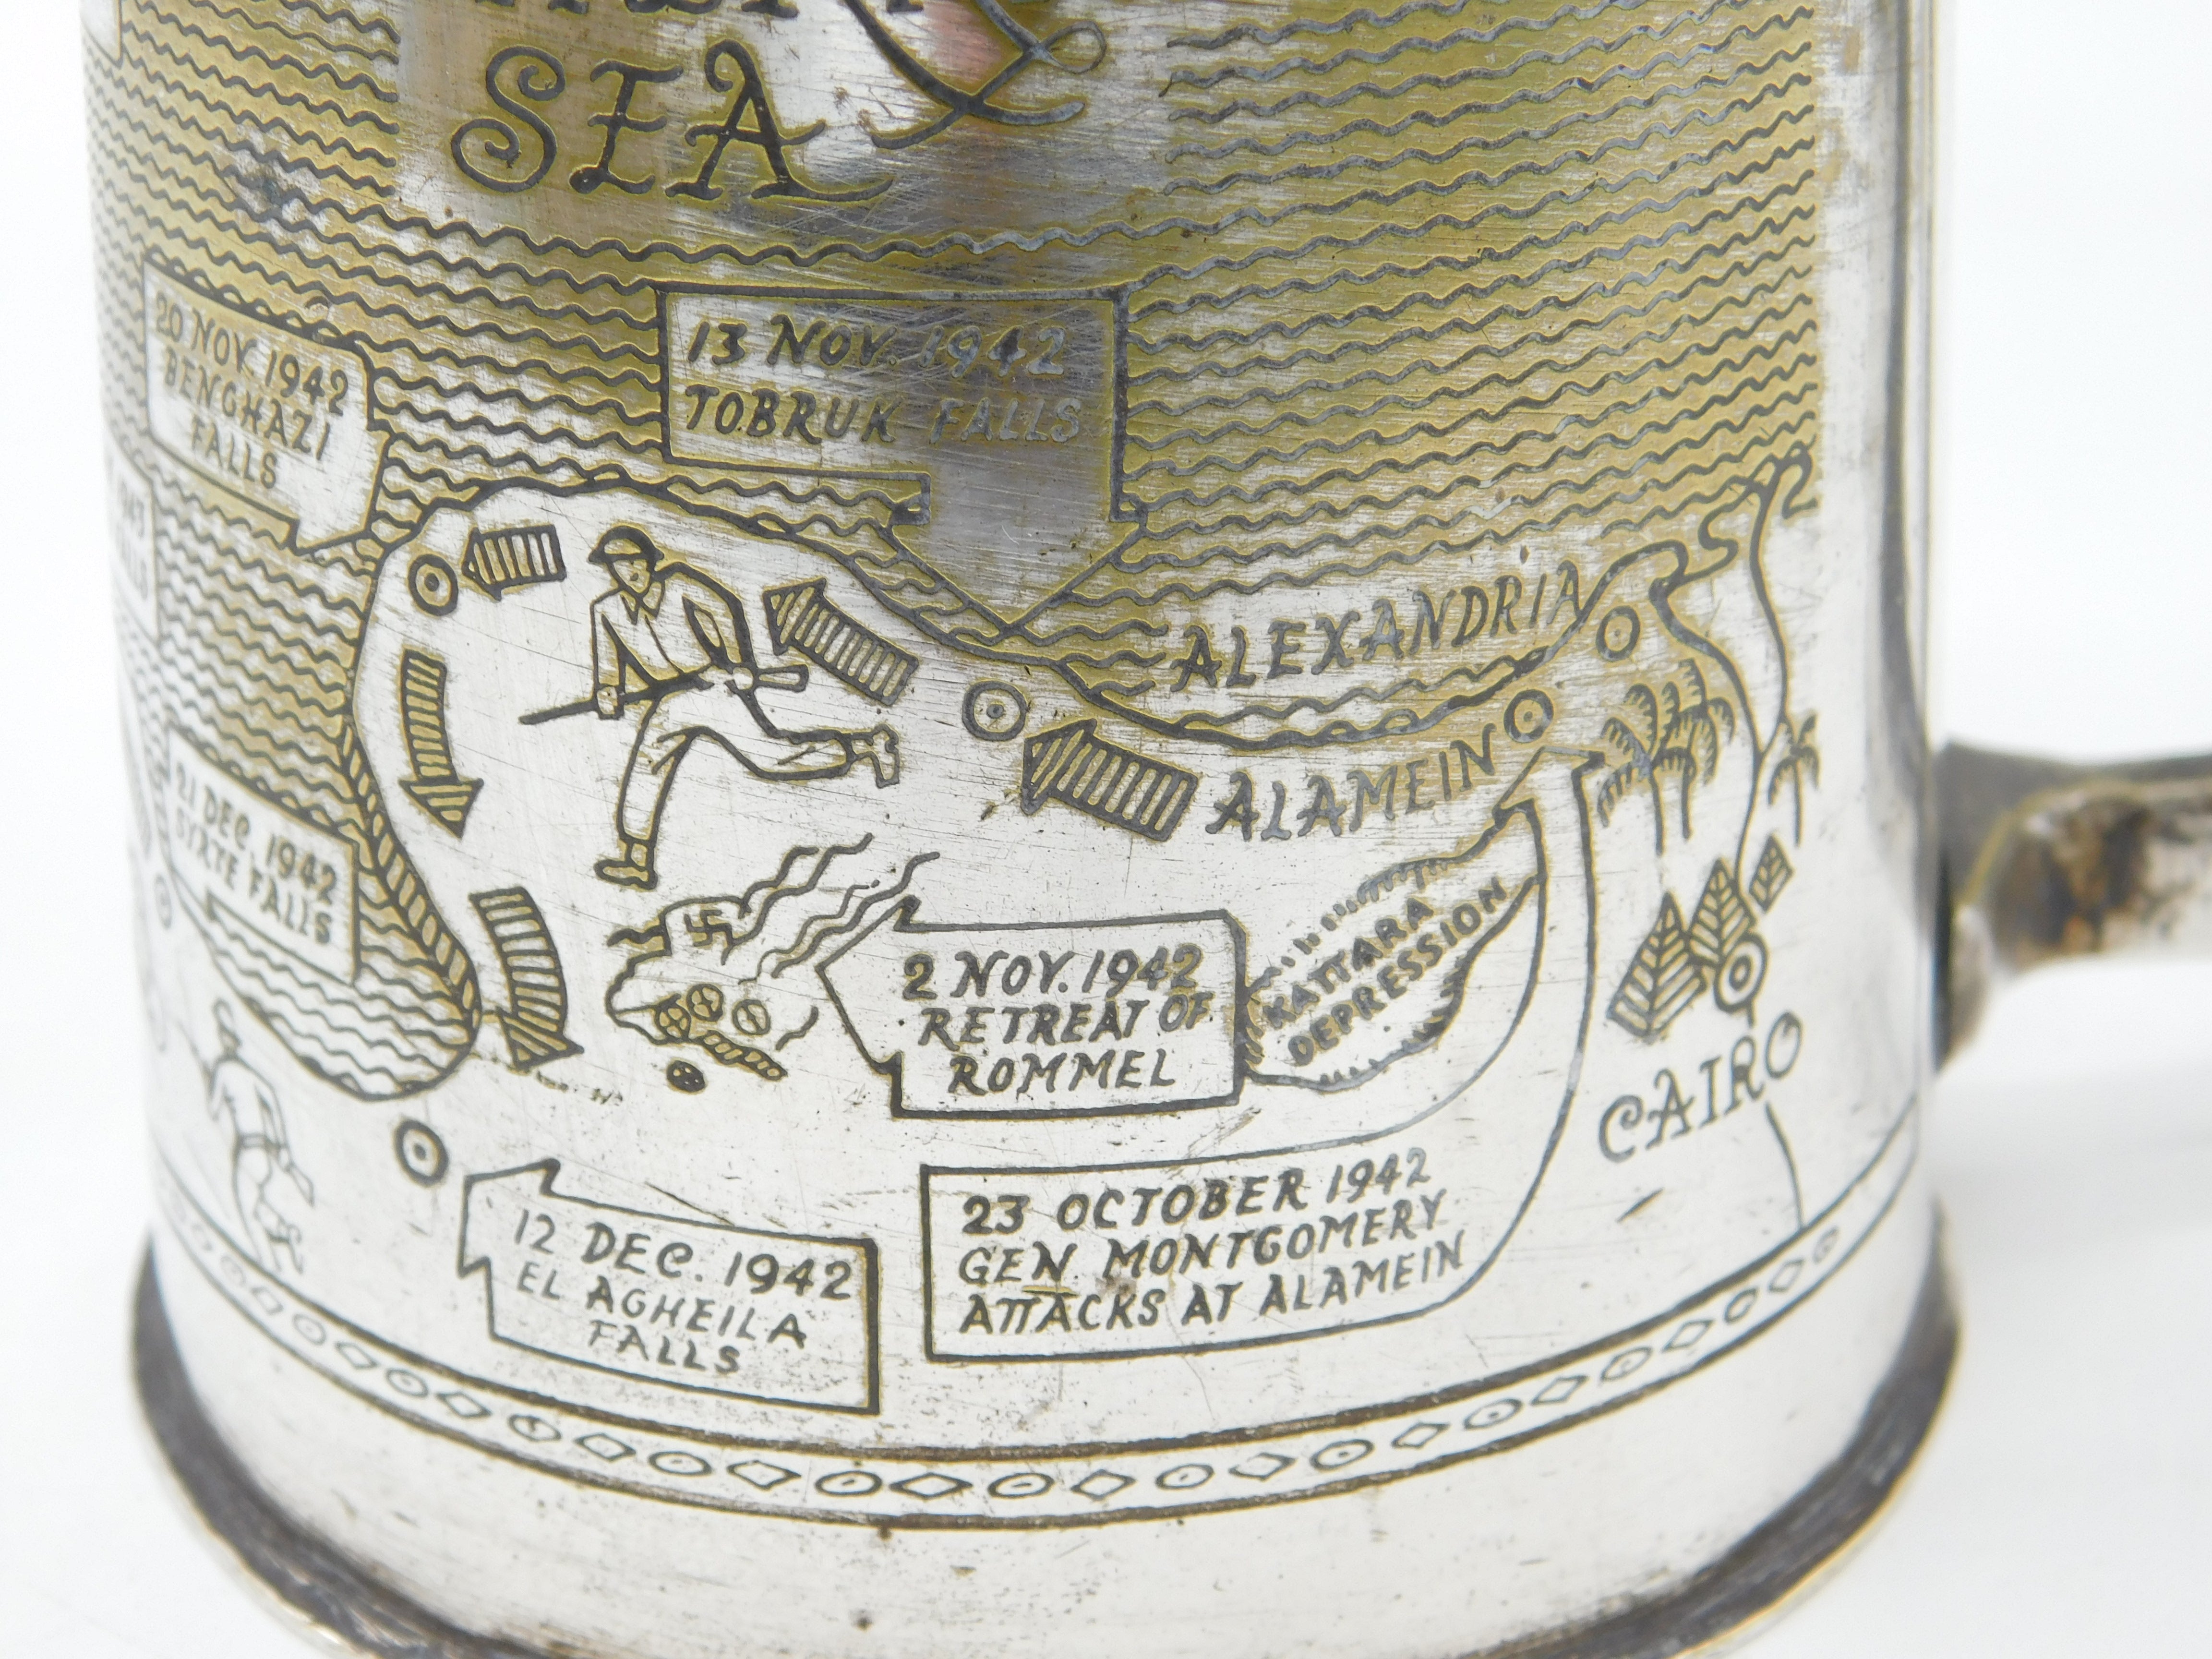 SEA
20 NOV. 1942
BENGHAZI
FALLS
13 NOV. 1942
TOBRUK FALLS
ALEXANDRIA
ALAMEIN
21 DEC. 1942
SYRTE FALLS
2 NOV. 1942
RETREAT OF
ROMMEL
KATTARA
DEPRESSION
CAIRO
12 DEC. 1942
EL AGHEILA
FALLS
23 OCTOBER 1942
GEN. MONTGOMERY
ATTACKS AT ALAMEIN